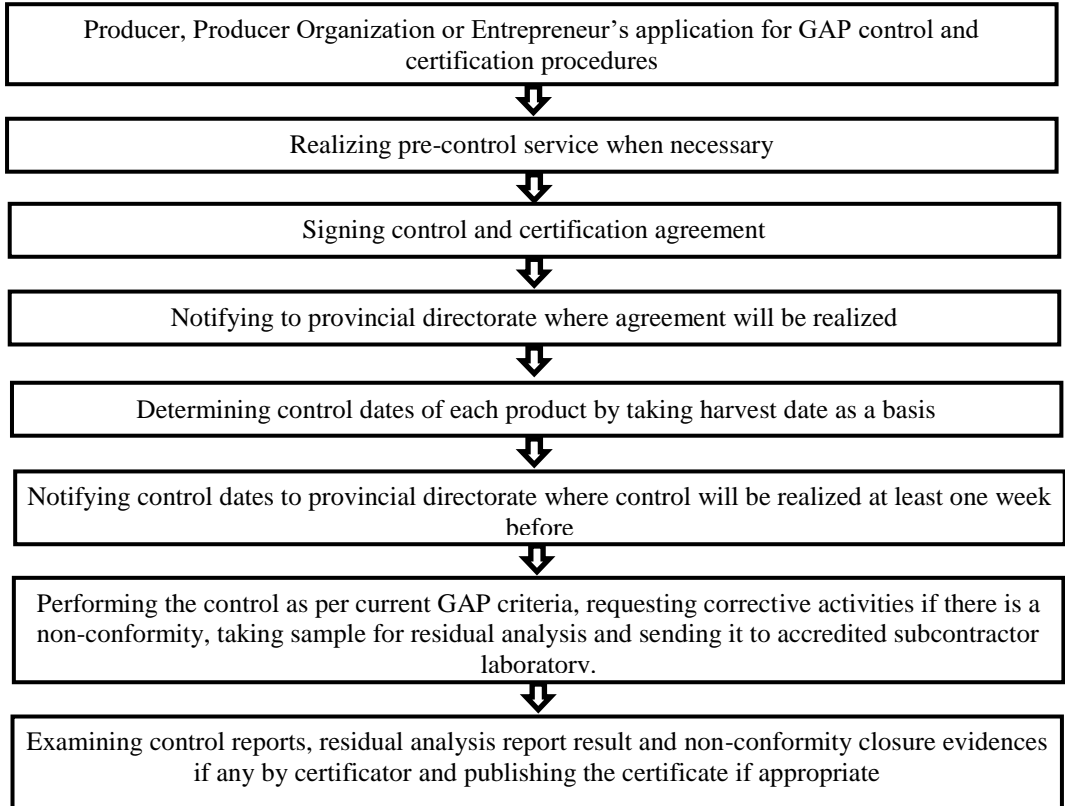 Producer, Producer Organization or Entrepreneur's application for GAP control and
certification procedures
Realizing pre-control service when necessary
Signing control and certification agreement
Notifying to provincial directorate where agreement will be realized
Determining control dates of each product by taking harvest date as a basis
Notifying control dates to provincial directorate where control will be realized at least one week
before
Performing the control as per current GAP criteria, requesting corrective activities if there is a
non-conformity, taking sample for residual analysis and sending it to accredited subcontractor
laboratory.
Examining control reports, residual analysis report result and non-conformity closure evidences
if any by certificator and publishing the certificate if appropriate